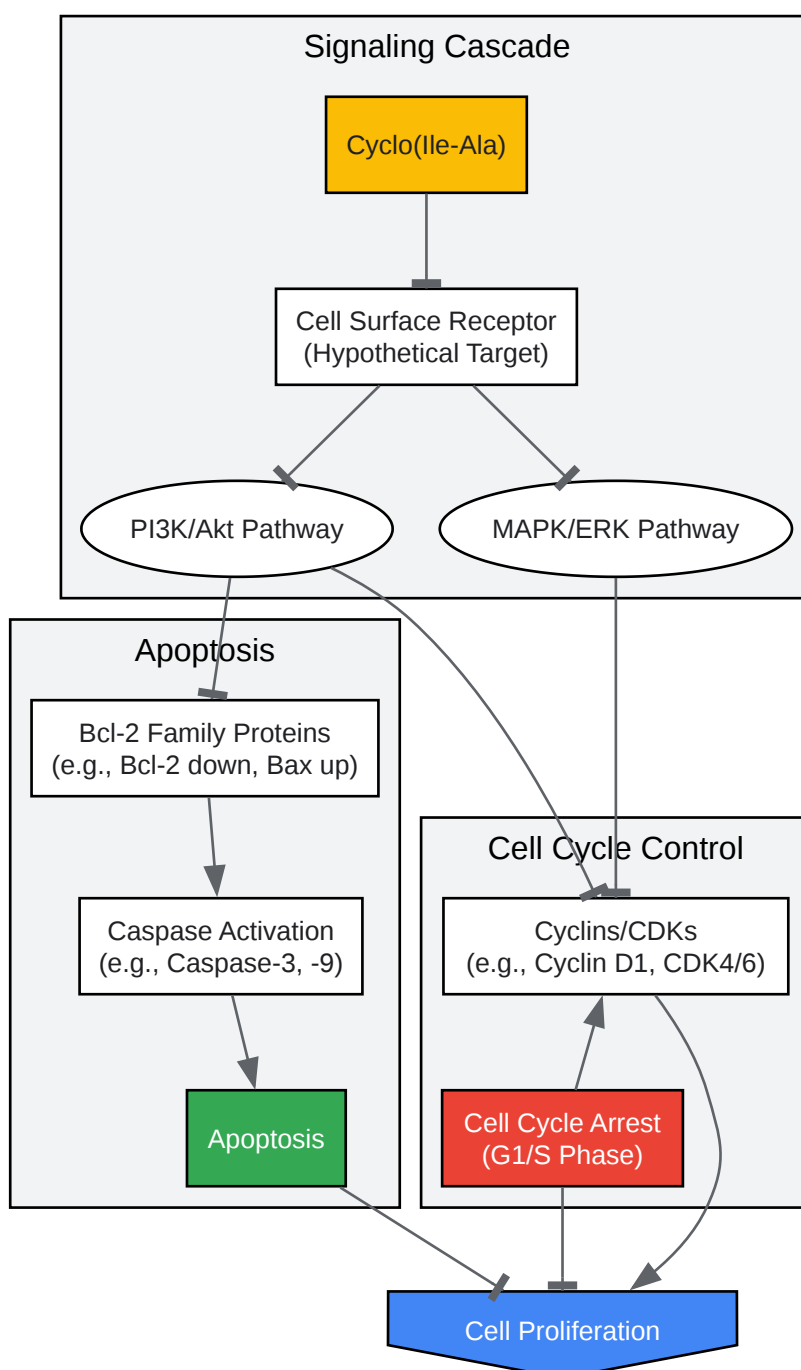 Signaling Cascade
Cyclo(Ile-Ala)
Cell Surface Receptor
(Hypothetical Target)
PI3K/Akt Pathway
MAPK/ERK Pathway
Apoptosis
Bcl-2 Family Proteins
(e.g., Bcl-2 down, Bax up)
Cell Cycle Control
Caspase Activation
(e.g., Caspase-3, -9)
Cyclins/CDKs
(e.g., Cyclin D1, CDK4/6)
Apoptosis
Cell Cycle Arrest
(G1/S Phase)
Cell Proliferation